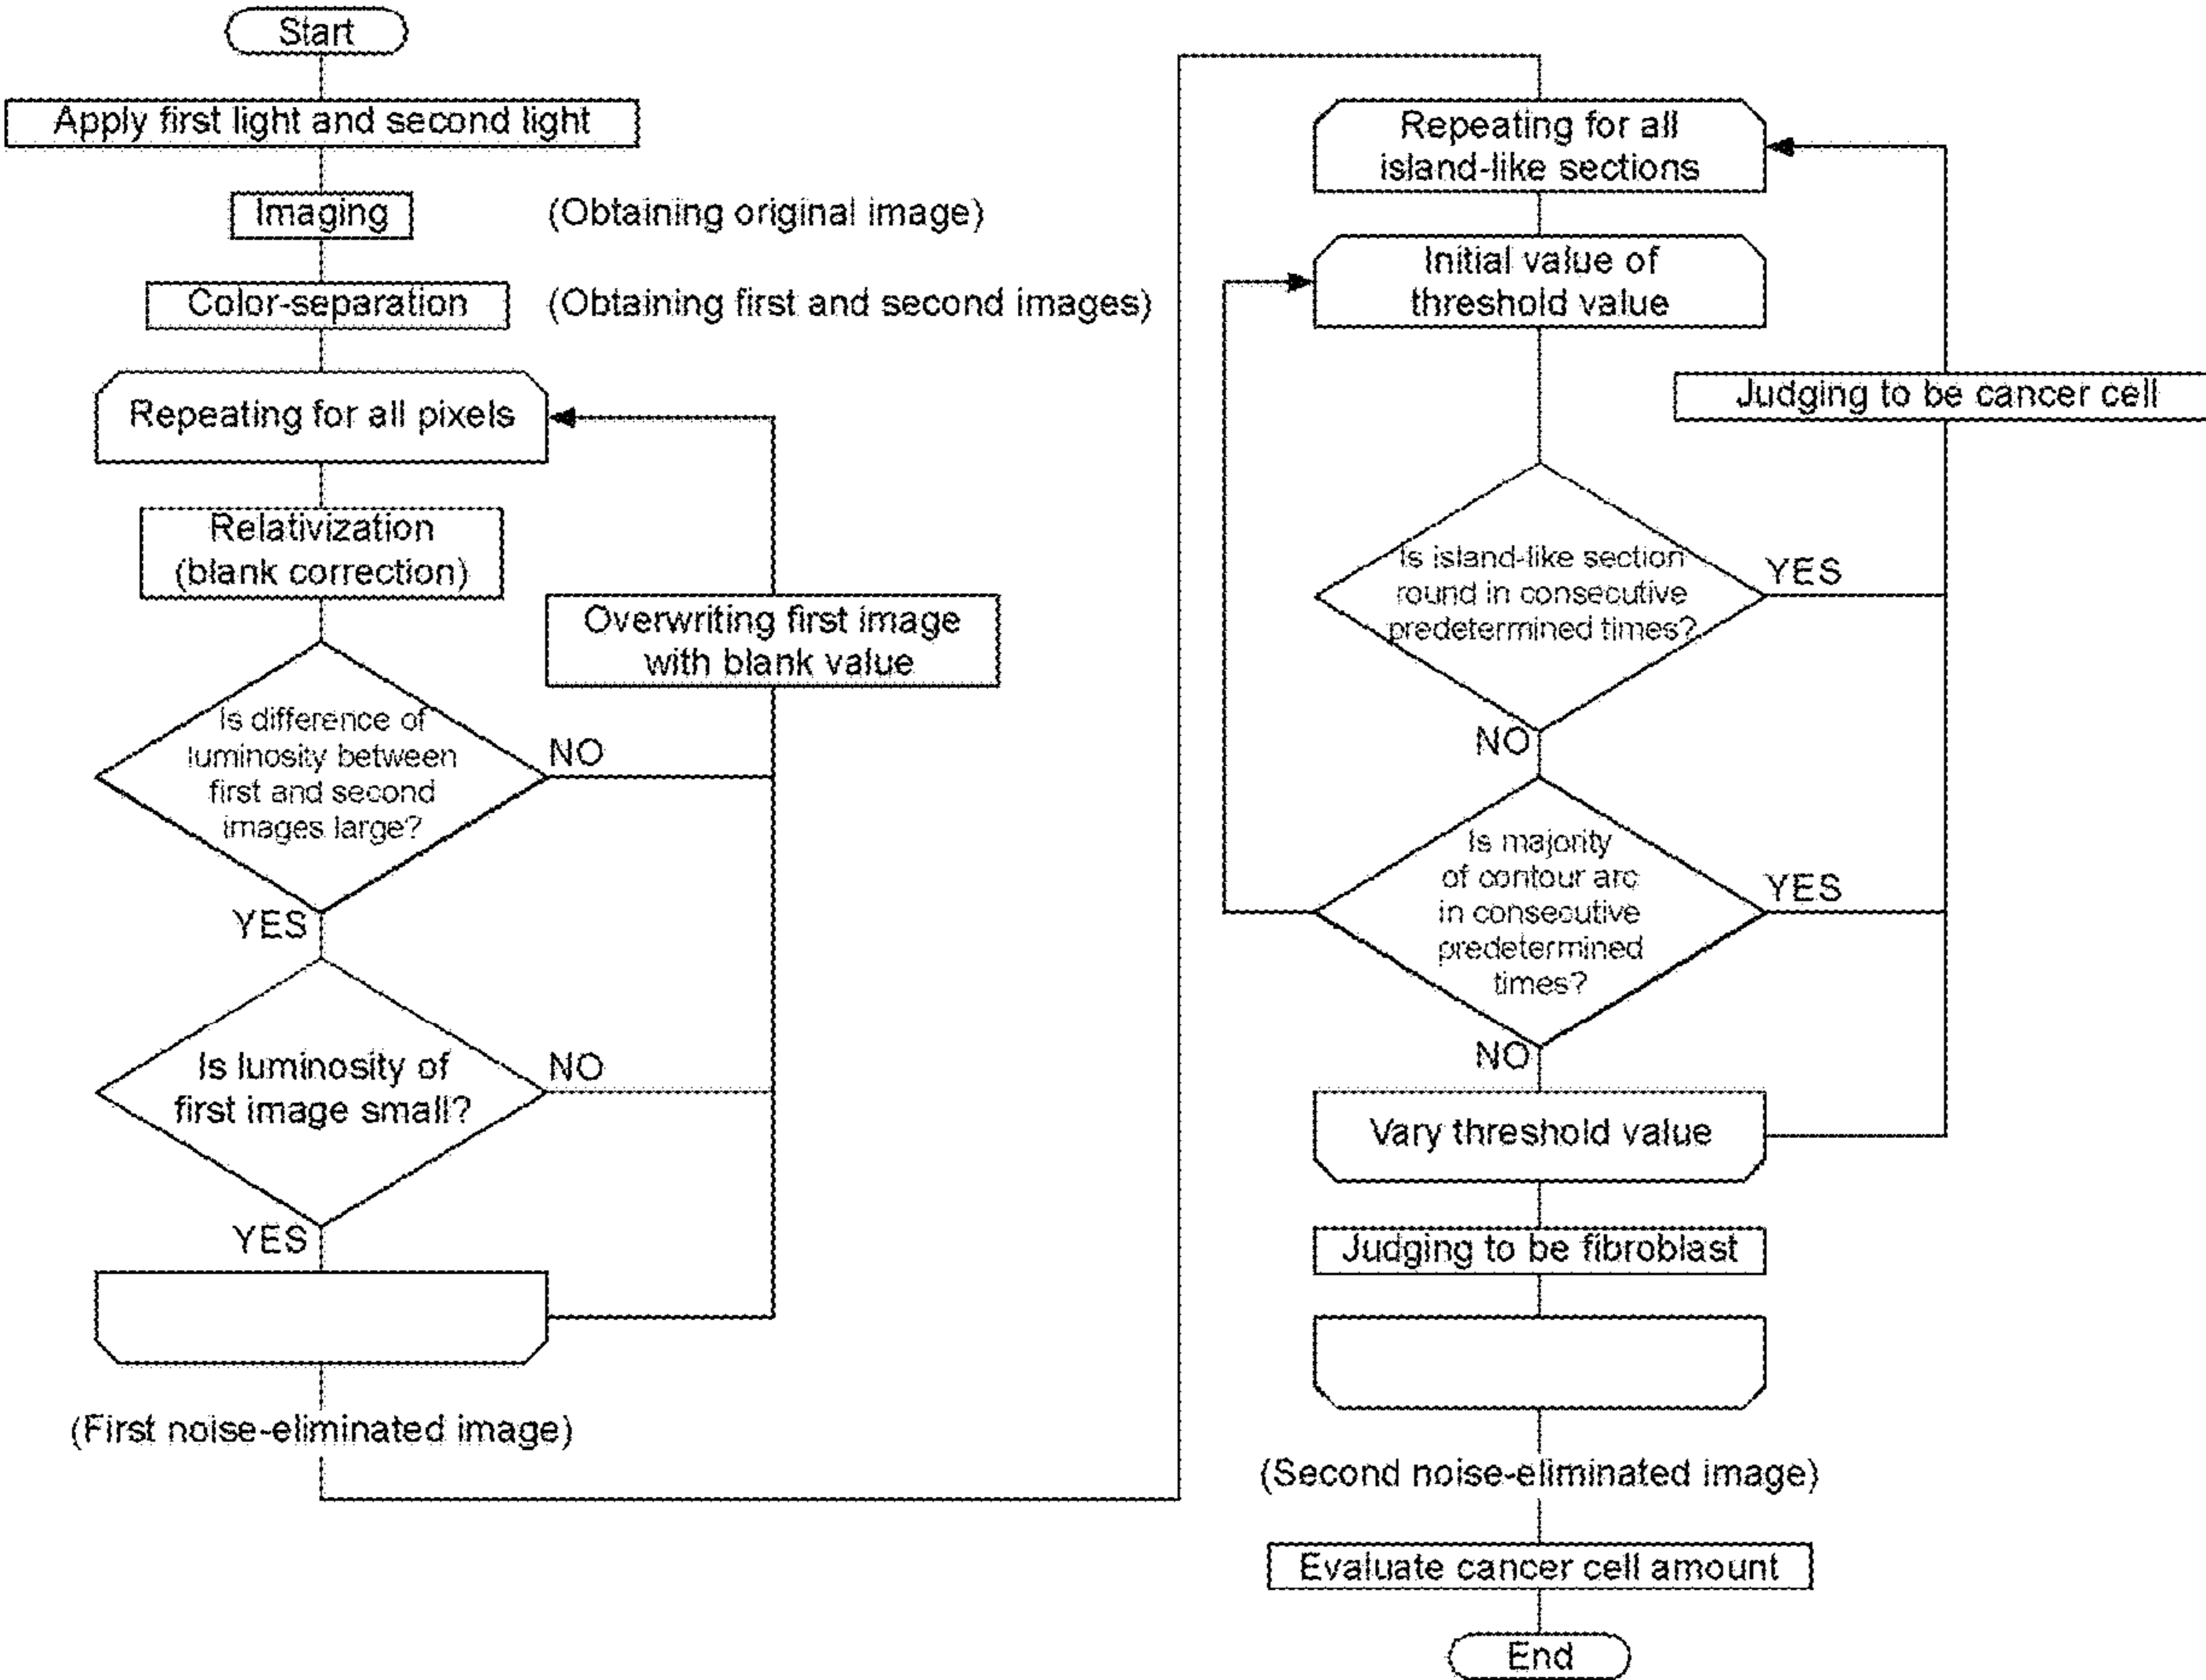 Start
Apply first light and second light
Imaging
(Obtaining original image)
Color-separation
(Obtaining first and second images)
Repeating for all pixels
Relativization
(blank correction)
Overwriting first image
with blank value
Is difference of
luminosity between
first and second
images large?
NO
YES
Is luminosity of
first image small?
NO
YES
(First noise-eliminated image)
Repeating for all
island-like sections
Initial value of
threshold value
Judging to be cancer cell
Is island-like section
round in consecutive
predetermined times?
YES
NO
Is majority
of contour arc
in consecutive
predetermined
times?
YES
NO
Vary threshold value
Judging to be fibroblast
(Second noise-eliminated image)
Evaluate cancer cell amount
End